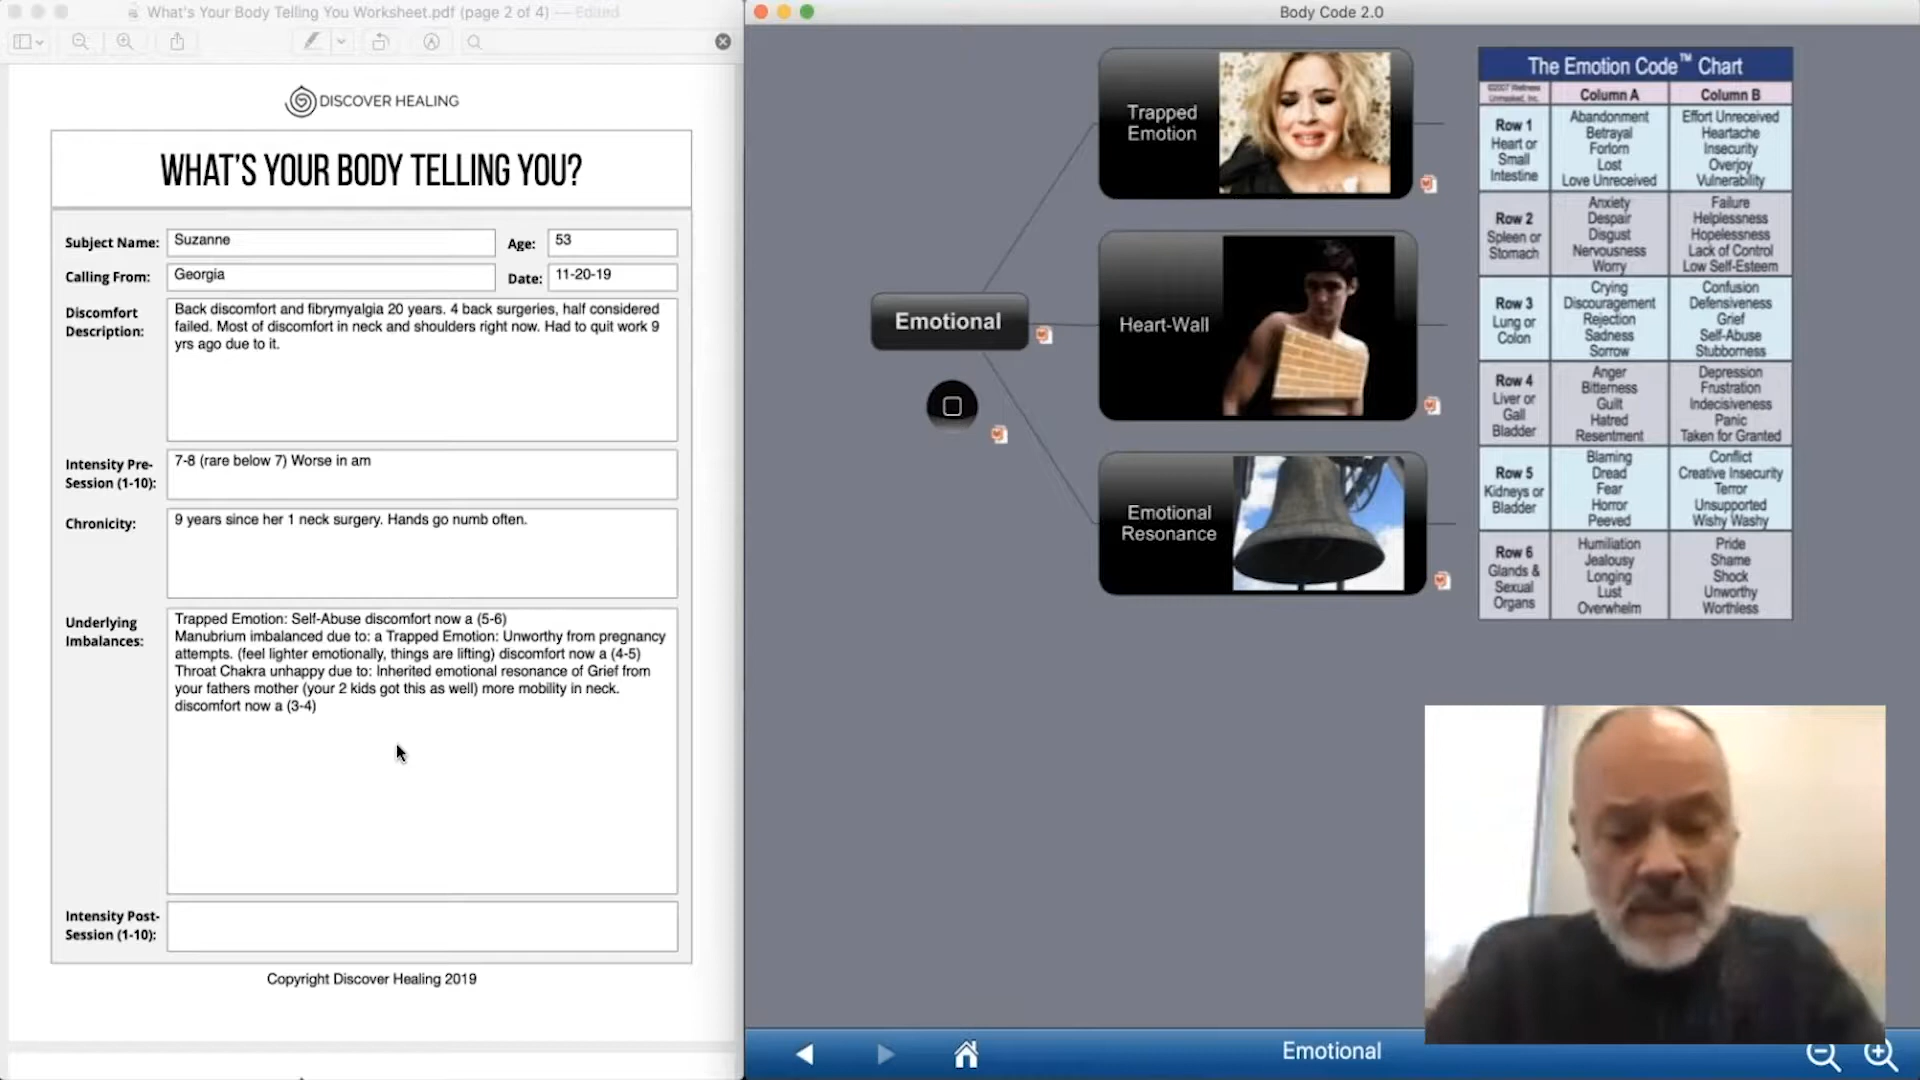 What's Your Body Telling You Worksheet.pdf (page 2 of 4) — Edited
DISCOVER HEALING
WHAT'S YOUR BODY TELLING YOU?
Subject Name: Suzanne
Age: 53
Calling From: Georgia
Date: 11-20-19
Discomfort
Description:
Back discomfort and fibrymyalgia 20 years. 4 back surgeries, half considered
failed. Most of discomfort in neck and shoulders right now. Had to quit work 9
yrs ago due to it.
Intensity Pre-
Session (1-10):
7-8 (rare below 7) Worse in am
Chronicity:
9 years since her 1 neck surgery. Hands go numb often.
Underlying
Imbalances:
Trapped Emotion: Self-Abuse discomfort now a (5-6)
Manubrium imbalanced due to: a Trapped Emotion: Unworthy from pregnancy
attempts. (feel lighter emotionally, things are lifting) discomfort now a (4-5)
Throat Chakra unhappy due to: Inherited emotional resonance of Grief from
your fathers mother (your 2 kids got this as well) more mobility in neck.
discomfort now a (3-4)
Intensity Post-
Session (1-10):
Copyright Discover Healing 2019
Body Code 2.0
Emotional
Trapped
Emotion
Heart-Wall
Emotional
Resonance
The Emotion Code™ Chart
©2007 Wellness
Unmasked, Inc.
Column A
Column B
Row 1
Heart or
Small
Intestine
Abandonment
Betrayal
Forlorn
Lost
Love Unreceived
Effort Unreceived
Heartache
Insecurity
Overjoy
Vulnerability
Row 2
Spleen or
Stomach
Anxiety
Despair
Disgust
Nervousness
Worry
Failure
Helplessness
Hopelessness
Lack of Control
Low Self-Esteem
Row 3
Lung or
Colon
Crying
Discouragement
Rejection
Sadness
Sorrow
Confusion
Defensiveness
Grief
Self-Abuse
Stubborness
Row 4
Liver or
Gall
Bladder
Anger
Bitterness
Guilt
Hatred
Resentment
Depression
Frustration
Indecisiveness
Panic
Taken for Granted
Row 5
Kidneys or
Bladder
Blaming
Dread
Fear
Horror
Peeved
Conflict
Creative Insecurity
Terror
Unsupported
Wishy Washy
Row 6
Glands &
Sexual
Organs
Humiliation
Jealousy
Longing
Lust
Overwhelm
Pride
Shame
Shock
Unworthy
Worthless
Emotional